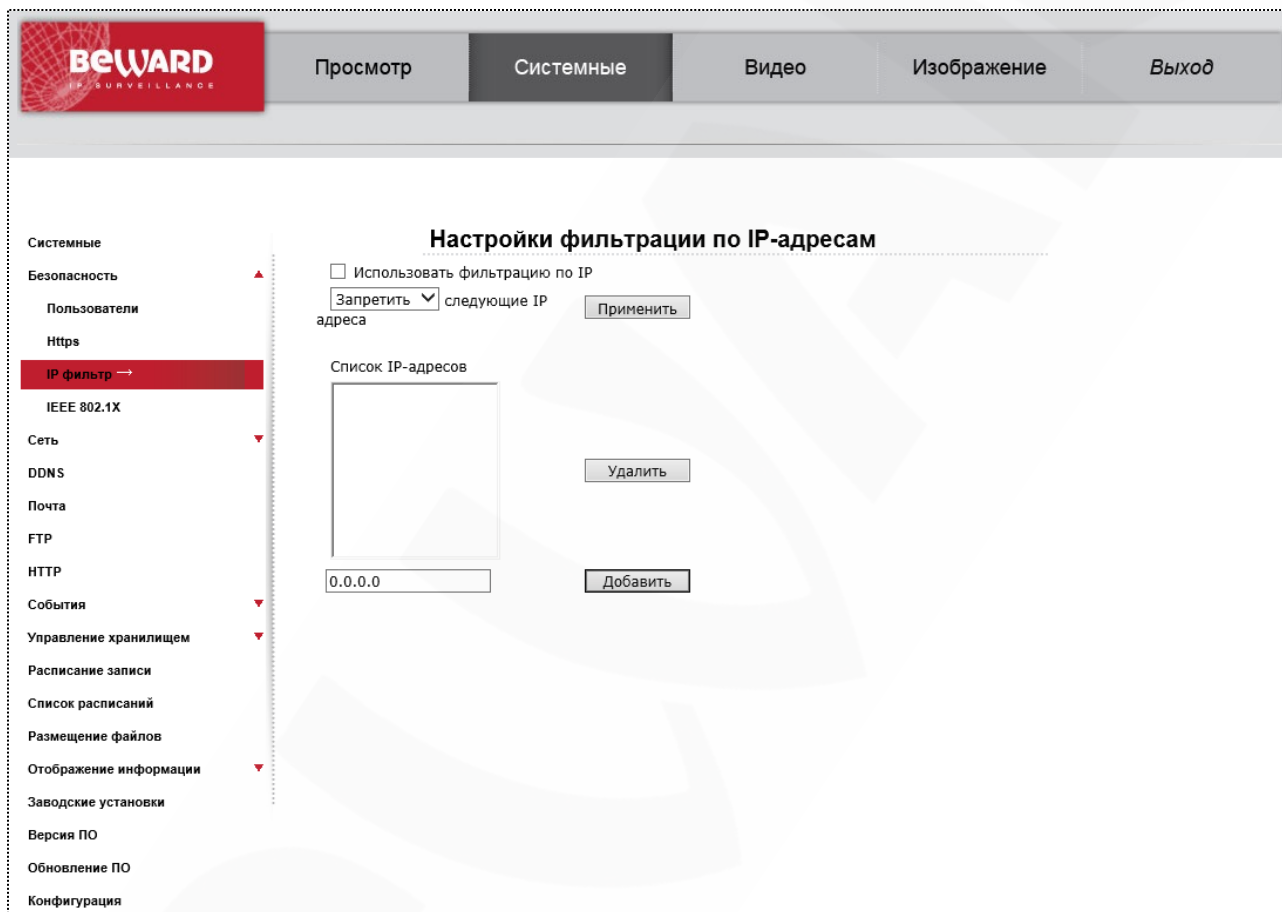 BEWARD
IP SURVEILLANCE
Просмотр
Системные
Видео
Изображение
Выход
Настройки фильтрации по IP-адресам
Системные
Безопасность
Пользователи
Https
IP фильтр →
IEEE 802.1X
Сеть
DDNS
Почта
FTP
HTTP
События
Управление хранилищем
Расписание записи
Список расписаний
Размещение файлов
Отображение информации
Заводские установки
Версия ПО
Обновление ПО
Конфигурация
Использовать фильтрацию по IP
Запретить следующие IP
адреса
Применить
Список IP-адресов
Удалить
0.0.0.0
Добавить